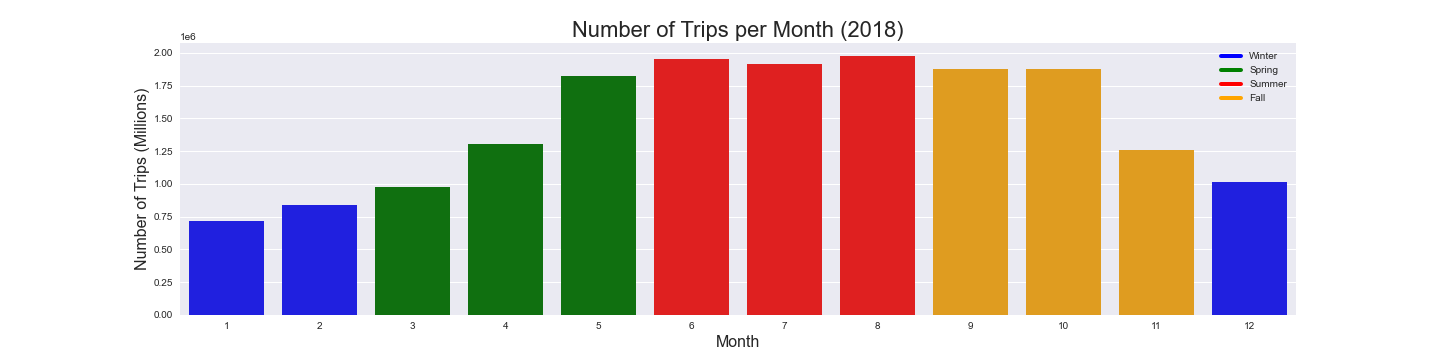 Number of Trips per Month (2018)
1e6
2.00
1.75
1.50
1.25
1.00
0.75
0.50
0.25
0.00
Number of Trips (Millions)
Winter
Spring
Summer
Fall
1 2 3 4 5 6 7 8 9 10 11 12
Month